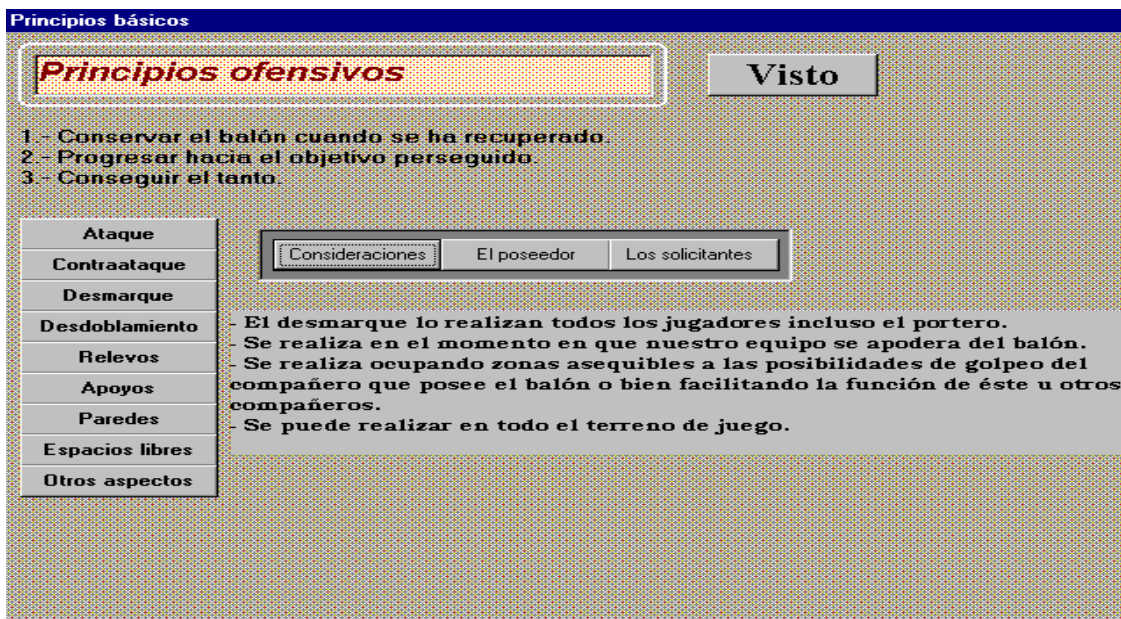 Principios básicos
Principios ofensivos
Visto
1.- Conservar el balón cuando se ha recuperado.
2.- Progresar hacia el objetivo perseguido.
3.- Conseguir el tanto.
Ataque
Contraataque
Desmarque
Desdoblamiento
Relevos
Apoyos
Paredes
Espacios libres
Otros aspectos
Consideraciones
El poseedor
Los solicitantes
- El desmarque lo realizan todos los jugadores incluso el portero.
- Se realiza en el momento en que nuestro equipo se apodera del balón.
- Se realiza ocupando zonas asequibles a las posibilidades de golpeo del
compañero que posee el balón o bien facilitando la función de éste u otros
compañeros.
- Se puede realizar en todo el terreno de juego.